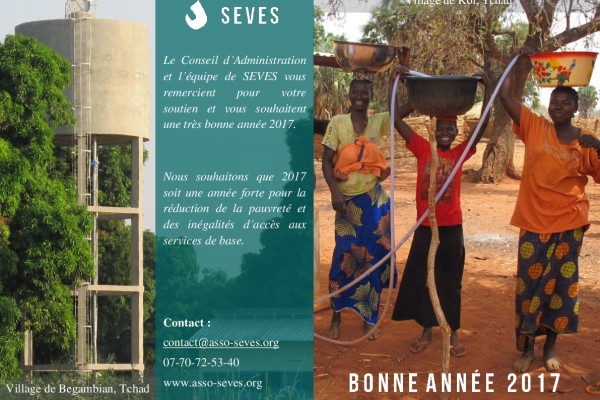 Village de Koï, Tchad
SEVES
Le Conseil d'Administration
et l'équipe de SEVES vous
remercient pour votre
soutien et vous souhaitent
une très bonne année 2017.
Nous souhaitons que 2017
soit une année forte pour la
réduction de la pauvreté et
des inégalités d'accès aux
services de base.
Contact :
contact@asso-seves.org
07-70-72-53-40
www.asso-seves.org
Village de Begambian, Tchad
BONNE ANNÉE 2017